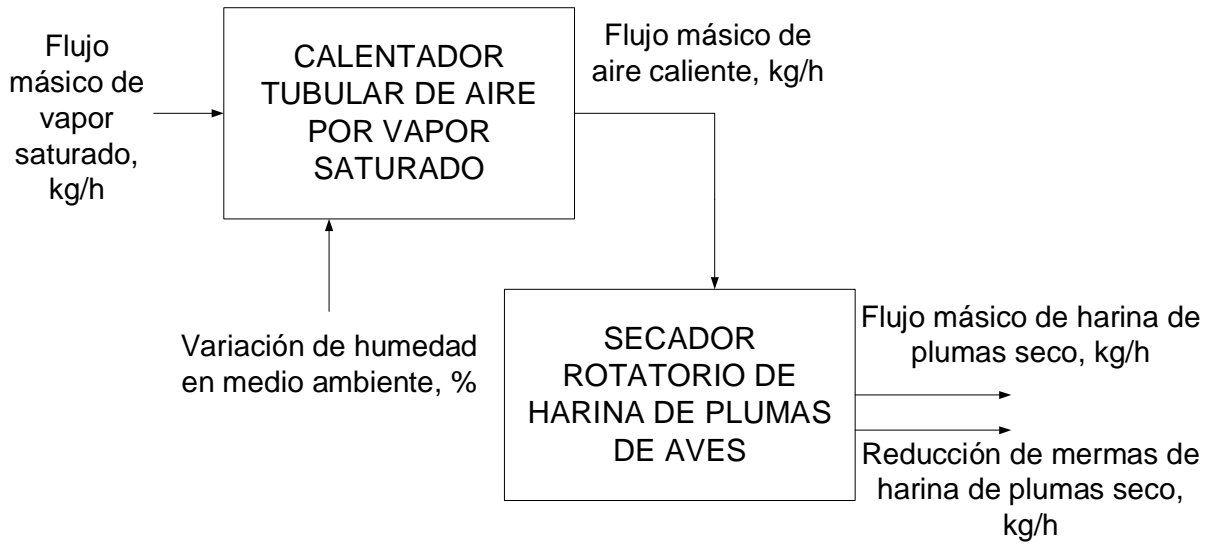 Flujo
másico de
vapor
saturado,
kg/h
CALENTADOR
TUBULAR DE AIRE
POR VAPOR
SATURADO
Flujo másico de
aire caliente, kg/h
Variación de humedad
en medio ambiente, %
SECADOR
ROTATORIO DE
HARINA DE PLUMAS
DE AVES
Flujo másico de harina de
plumas seco, kg/h
Reducción de mermas de
harina de plumas seco,
kg/h